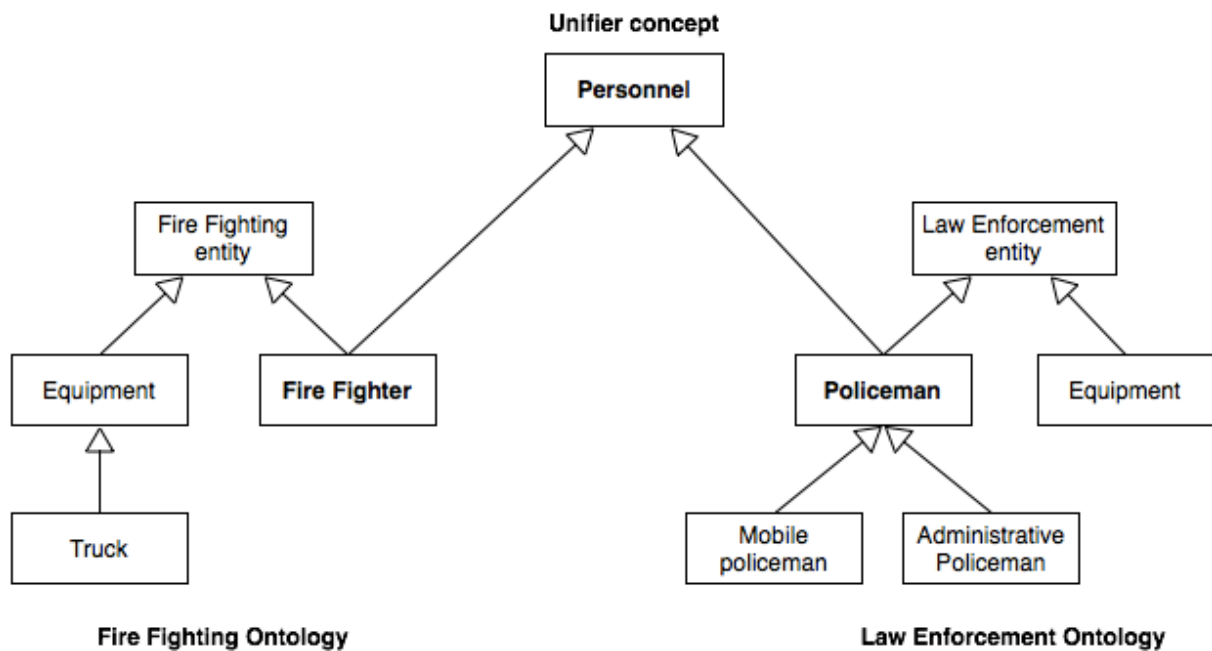 Unifier concept
Personnel
Fire Fighting
entity
Law Enforcement
entity
Equipment
Fire Fighter
Policeman
Equipment
Truck
Mobile
policeman
Administrative
Policeman
Fire Fighting Ontology
Law Enforcement Ontology